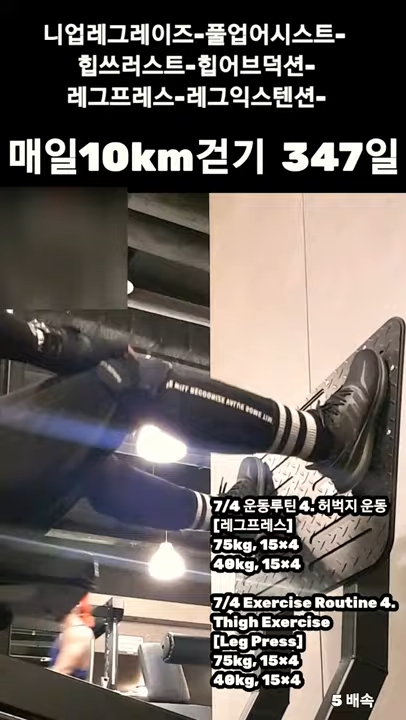 니업레그레이즈-풀업어시스트-
힙쓰러스트-힙어브덕션-
레그프레스-레그익스텐션-
매일10km걷기 347일
7/4 운동루틴 4. 허벅지 운동
[레그프레스]
75kg, 15×4
40kg, 15×4
7/4 Exercise Routine 4.
Thigh Exercise
[Leg Press]
75kg, 15×4
40kg, 15×4
5 배속